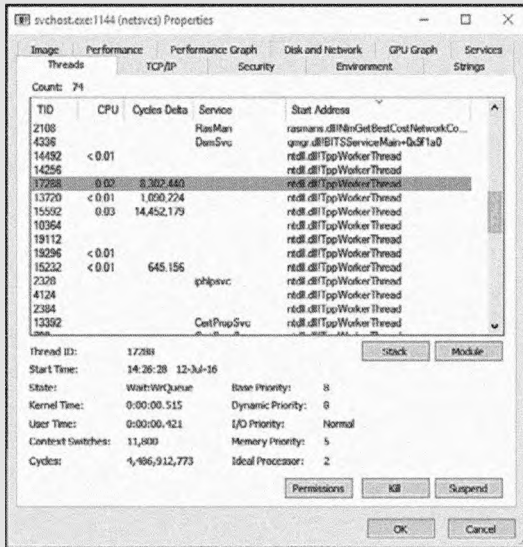 svchost.exe:1144 (netsvcs) Properties
Image Performance Performance Graph Disk and Network GPU Graph Services
Threads TCP/IP Security Environment Strings
Count: 74
TID CPU Cycles Delta Service Start Address
2108 RasMan rasmans.dll!NlmGetBestCostNetworkCo...
4336 DsmSvc qmgr.dll!BITSServiceMain+0x9f1a0
14492 < 0.01 ntdll.dll!TppWorkerThread
14256 ntdll.dll!TppWorkerThread
17288 0.02 8,302,440 ntdll.dll!TppWorkerThread
13720 < 0.01 1,090,224 ntdll.dll!TppWorkerThread
15592 0.03 14,452,179 ntdll.dll!TppWorkerThread
10364 ntdll.dll!TppWorkerThread
19112 ntdll.dll!TppWorkerThread
19296 < 0.01 ntdll.dll!TppWorkerThread
15232 < 0.01 645,156 ntdll.dll!TppWorkerThread
2328 iphlpsvc ntdll.dll!TppWorkerThread
4124 ntdll.dll!TppWorkerThread
2384 ntdll.dll!TppWorkerThread
13392 CertPropSvc ntdll.dll!TppWorkerThread
Thread ID: 17288 Stack Module
Start Time: 14:26:28 12-Jul-16
State: Wait:WrQueue Base Priority: 8
Kernel Time: 0:00:00.515 Dynamic Priority: 8
User Time: 0:00:00.421 I/O Priority: Normal
Context Switches: 11,800 Memory Priority: 5
Cycles: 4,486,912,773 Ideal Processor: 2
Permissions Kill Suspend
OK Cancel